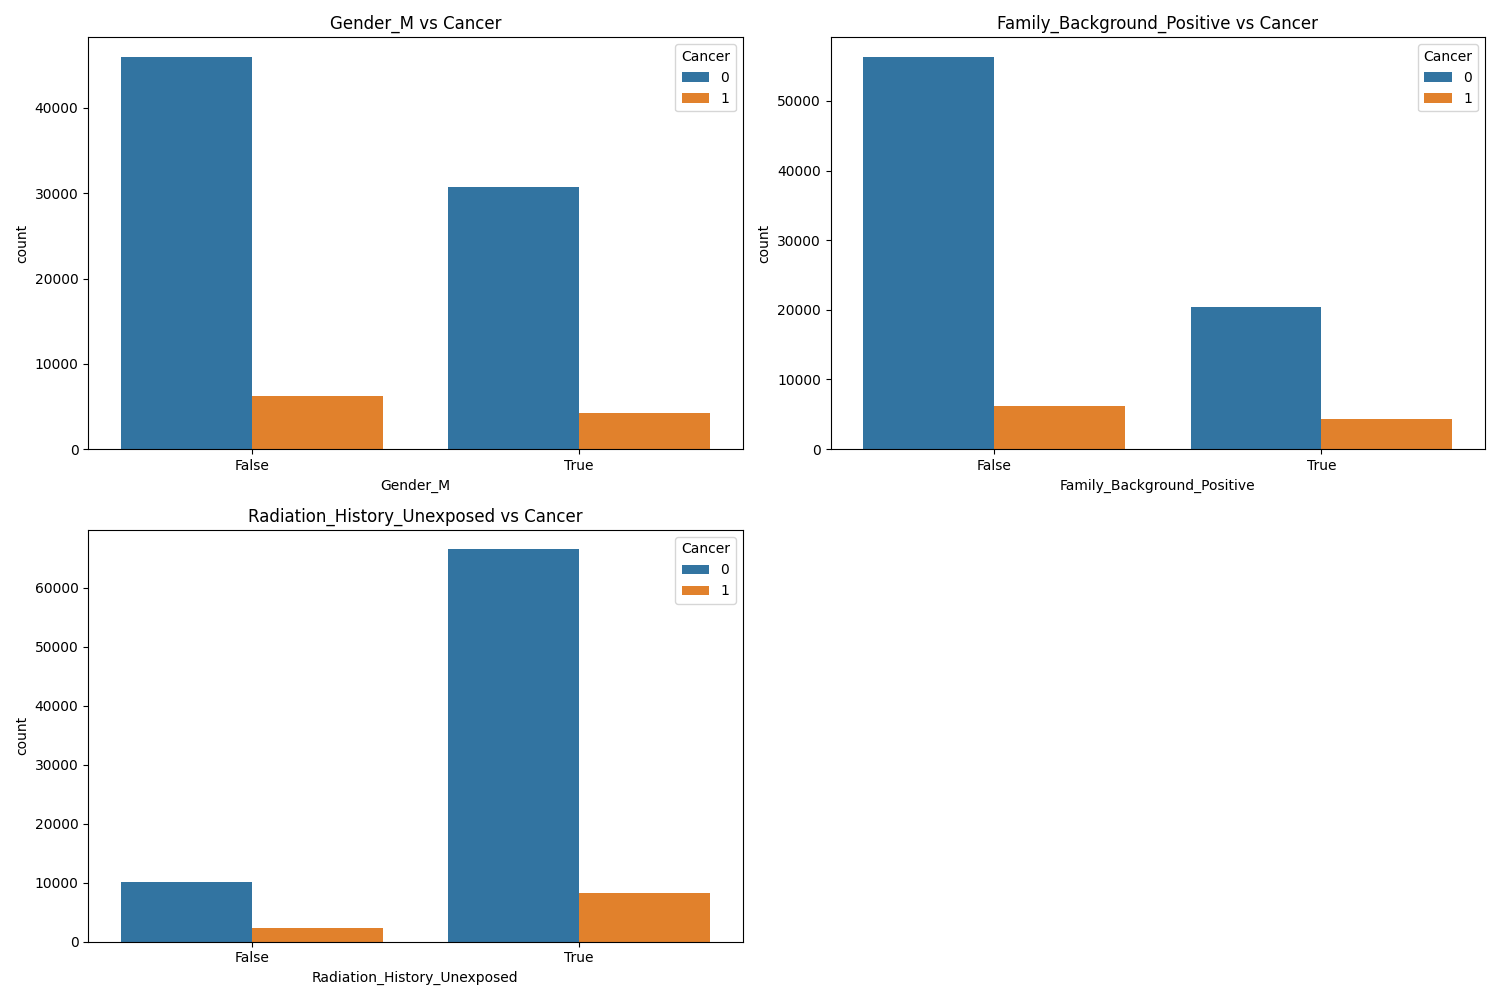 Gender_M vs Cancer
Cancer
0
1
40000
30000
20000
10000
0
count
False
True
Gender_M
Family_Background_Positive vs Cancer
Cancer
0
1
50000
40000
30000
20000
10000
0
count
False
True
Family_Background_Positive
Radiation_History_Unexposed vs Cancer
Cancer
0
1
60000
50000
40000
30000
20000
10000
0
count
False
True
Radiation_History_Unexposed